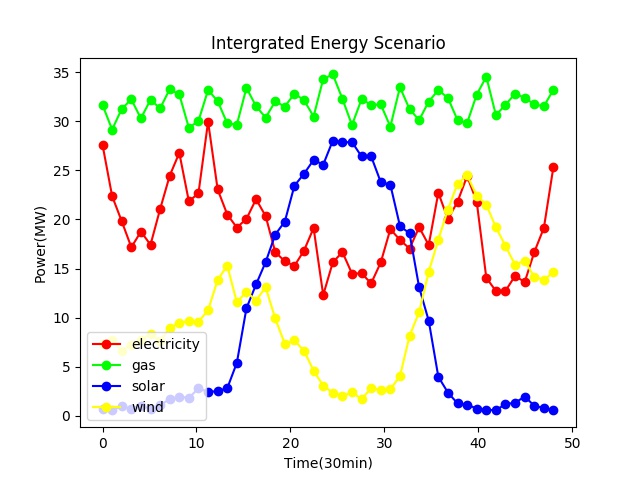 Intergrated Energy Scenario
Power(MW)
35
30
25
20
15
10
5
0
electricity
gas
solar
wind
0 10 20 30 40 50
Time(30min)